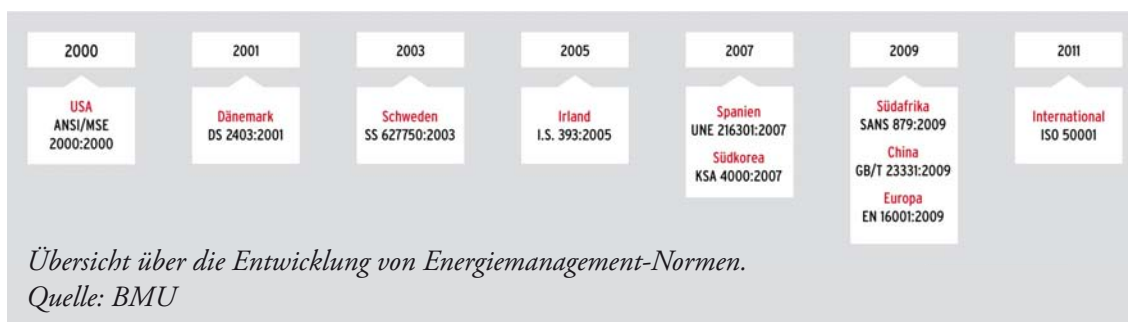 2000
USA
ANSI/MSE
2000:2000
2001
Dänemark
DS 2403:2001
2003
Schweden
SS 627750:2003
2005
Irland
I.S. 393:2005
2007
Spanien
UNE 216301:2007
Südkorea
KSA 4000:2007
2009
Südafrika
SANS 879:2009
China
GB/T 23331:2009
Europa
EN 16001:2009
2011
International
ISO 50001
Übersicht über die Entwicklung von Energiemanagement-Normen.
Quelle: BMU